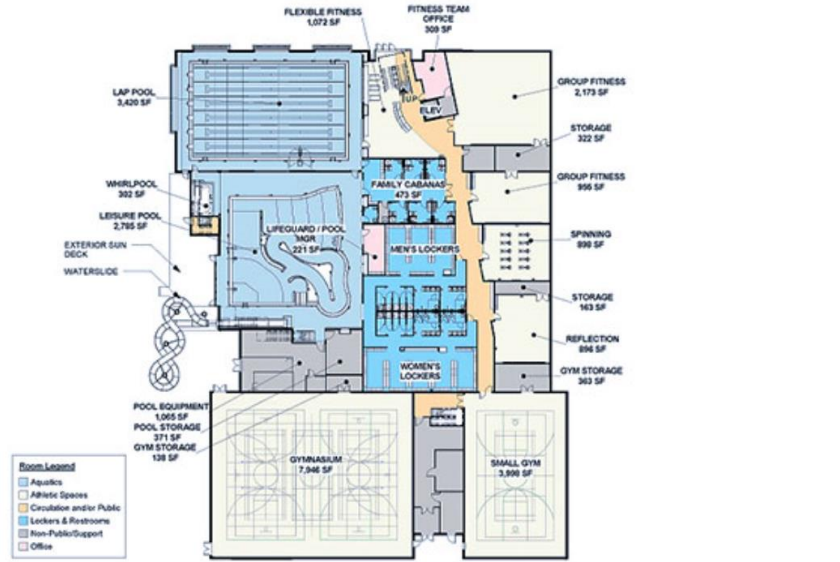 FLEXIBLE FITNESS
1,072 SF
FITNESS TEAM
OFFICE
309 SF
LAP POOL
3,420 SF
UP
ELEV
GROUP FITNESS
2,173 SF
STORAGE
322 SF
WHIRLPOOL
302 SF
FAMILY CABANAS
473 SF
GROUP FITNESS
956 SF
LEISURE POOL
2,785 SF
LIFEGUARD / POOL
MGR
221 SF
MEN'S LOCKERS
SPINNING
898 SF
EXTERIOR SUN
DECK
WATERSLIDE
STORAGE
163 SF
REFLECTION
896 SF
WOMEN'S
LOCKERS
GYM STORAGE
363 SF
POOL EQUIPMENT
1,065 SF
POOL STORAGE
371 SF
GYM STORAGE
138 SF
GYMNASIUM
7,946 SF
SMALL GYM
3,998 SF
Room Legend
Aquatics
Athletic Spaces
Circulation and/or Public
Lockers & Restrooms
Non-Public/Support
Office